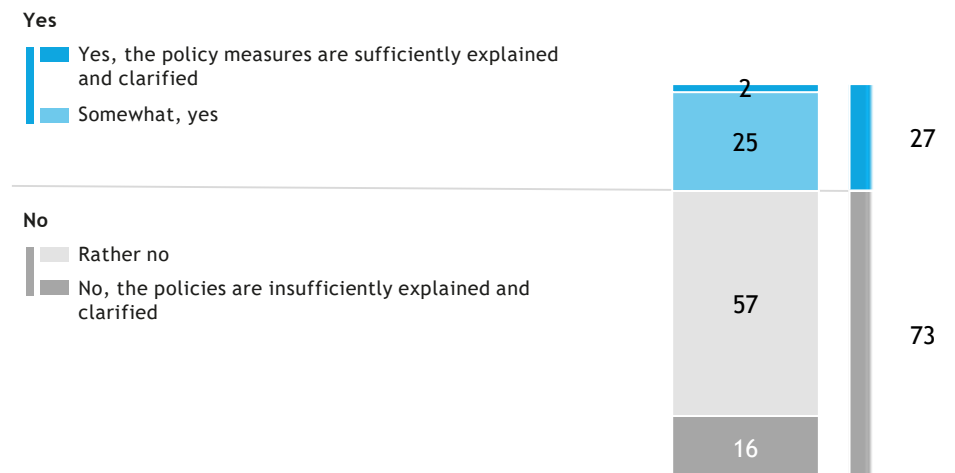 Yes
Yes, the policy measures are sufficiently explained
and clarified
Somewhat, yes
2
25
27
No
Rather no
No, the policies are insufficiently explained and
clarified
57
73
16